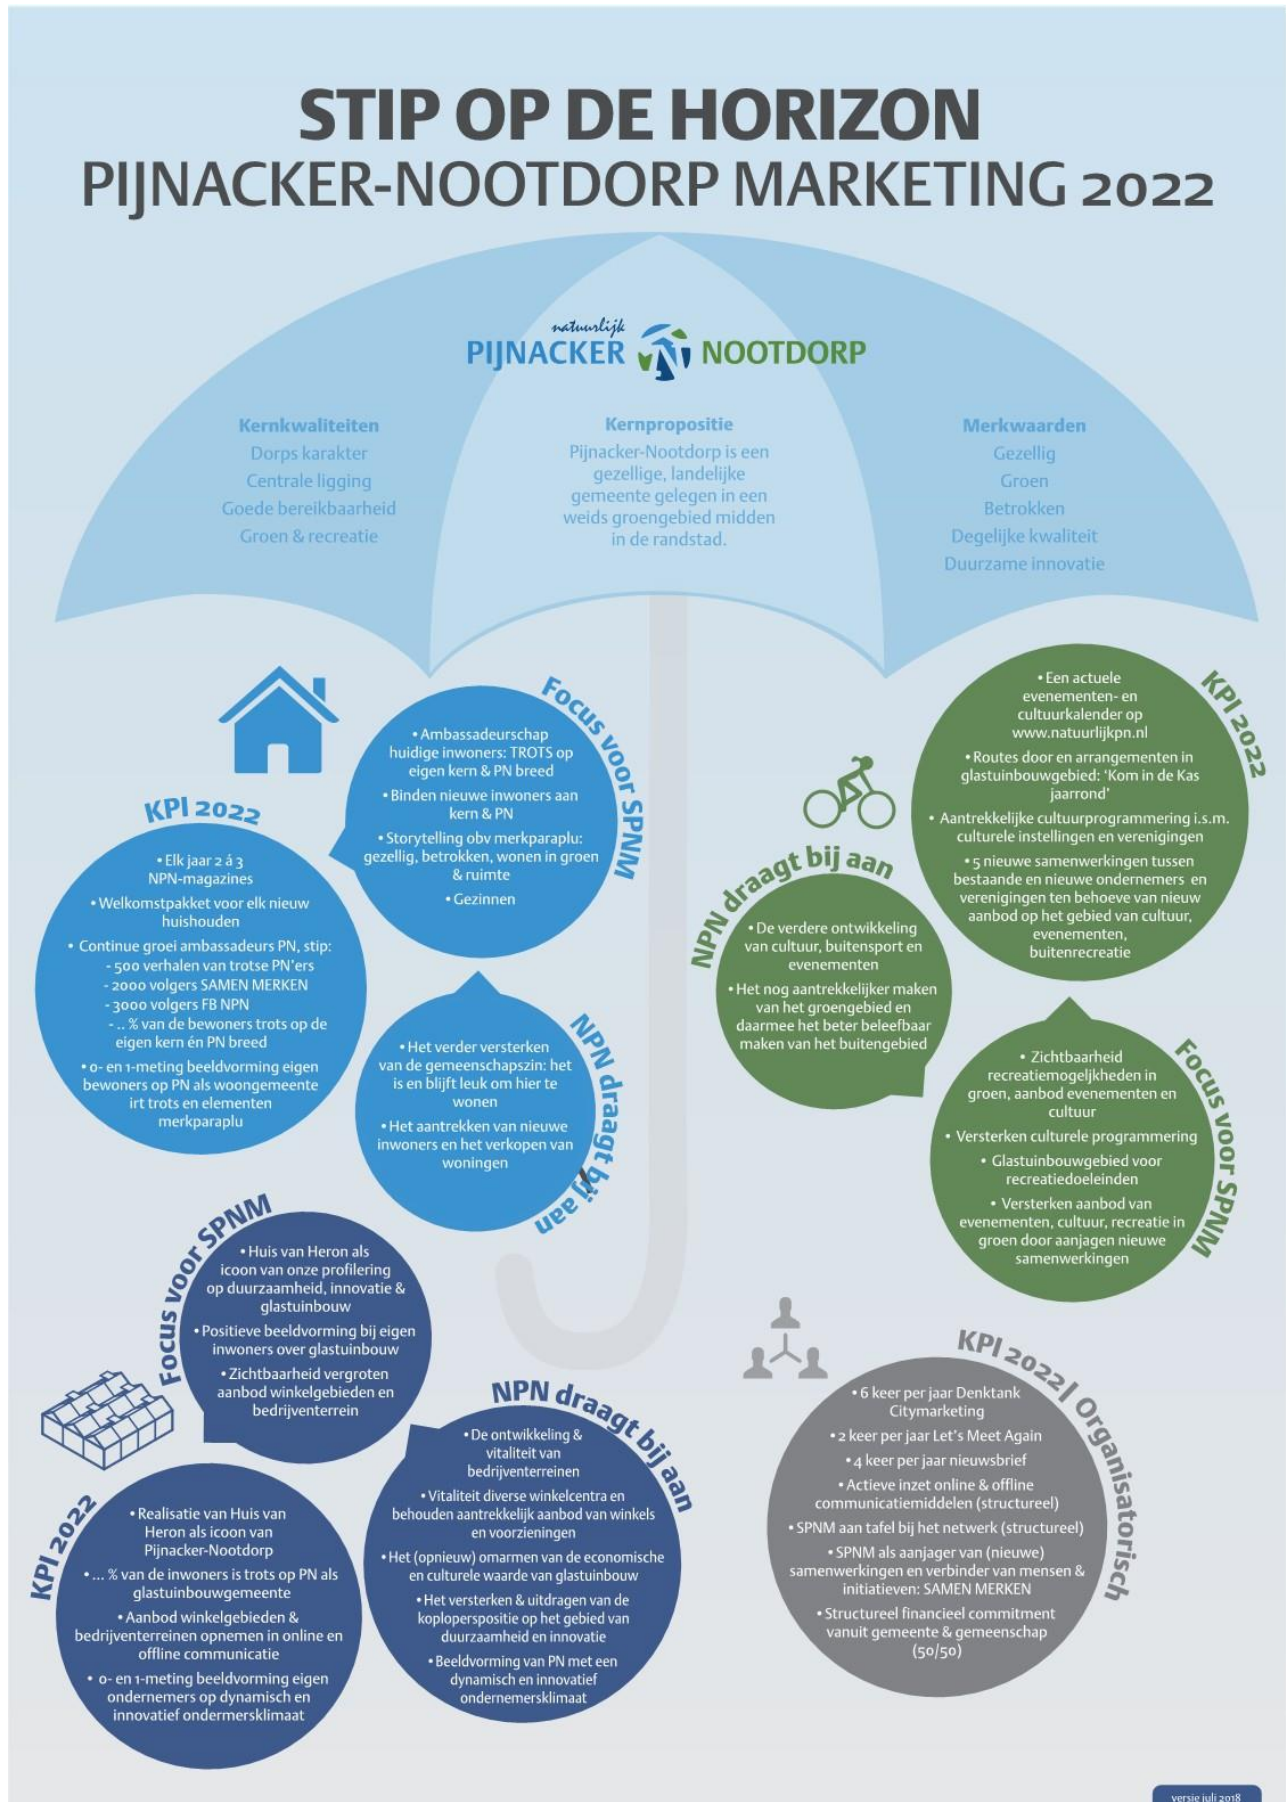 STIP OP DE HORIZON
PIJNACKER-NOOTDORP MARKETING 2022
natuurlijk
PIJNACKER NOOTDORP
Kernkwaliteiten
Dorps karakter
Centrale ligging
Goede bereikbaarheid
Groen & recreatie
Kernpropositie
Pijnacker-Nootdorp is een
gezellige, landelijke
gemeente gelegen in een
weids groengebied midden
in de randstad.
Merkwaarden
Gezellig
Groen
Betrokken
Degelijke kwaliteit
Duurzame innovatie
Focus voor SPNM
• Ambassadeurschap
huidige inwoners: TROTS op
eigen kern & PN breed
• Binden nieuwe inwoners aan
kern & PN
• Storytelling obv merkparaplu:
gezellig, betrokken, wonen in groen
& ruimte
• Gezinnen
KPI 2022
• Elk jaar 2 á 3
NPN-magazines
• Welkomstpakket voor elk nieuw
huishouden
• Continue groei ambassadeurs PN, stip:
- 500 verhalen van trotse PN'ers
- 2000 volgers SAMEN MERKEN
- 3000 volgers FB NPN
- .. % van de bewoners trots op de
eigen kern én PN breed
• 0- en 1-meting beeldvorming eigen
bewoners op PN als woongemeente
irt trots en elementen
merkparaplu
NPN draagt bij aan
• Het verder versterken
van de gemeenschapszin: het
is en blijft leuk om hier te
wonen
• Het aantrekken van nieuwe
inwoners en het verkopen van
woningen
KPI 2022
• Een actuele
evenementen- en
cultuurkalender op
www.natuurlijkpn.nl
• Routes door en arrangementen in
glastuinbouwgebied: ‘Kom in de Kas
jaarrond’
• Aantrekkelijke cultuurprogrammering i.s.m.
culturele instellingen en verenigingen
• 5 nieuwe samenwerkingen tussen
bestaande en nieuwe ondernemers en
verenigingen ten behoeve van nieuw
aanbod op het gebied van cultuur,
evenementen,
buitenrecreatie
NPN draagt bij aan
• De verdere ontwikkeling
van cultuur, buitensport en
evenementen
• Het nog aantrekkelijker maken
van het groengebied en
daarmee het beter beleefbaar
maken van het buitengebied
Focus voor SPNM
• Zichtbaarheid
recreatiemogeljkheden in
groen, aanbod evenementen en
cultuur
• Versterken culturele programmering
• Glastuinbouwgebied voor
recreatiedoeleinden
• Versterken aanbod van
evenementen, cultuur, recreatie in
groen door aanjagen nieuwe
samenwerkingen
Focus voor SPNM
• Huis van Heron als
icoon van onze profilering
op duurzaamheid, innovatie &
glastuinbouw
• Positieve beeldvorming bij eigen
inwoners over glastuinbouw
• Zichtbaarheid vergroten
aanbod winkelgebieden en
bedrijventerrein
NPN draagt bij aan
• De ontwikkeling &
vitaliteit van
bedrijventerreinen
• Vitaliteit diverse winkelcentra en
behouden aantrekkelijk aanbod van winkels
en voorzieningen
• Het (opnieuw) omarmen van de economische
en culturele waarde van glastuinbouw
• Het versterken & uitdragen van de
koploperspositie op het gebied van
duurzaamheid en innovatie
• Beeldvorming van PN met een
dynamisch en innovatief
ondernemersklimaat
KPI 2022
• Realisatie van Huis van
Heron als icoon van
Pijnacker-Nootdorp
• ... % van de inwoners is trots op PN als
glastuinbouwgemeente
• Aanbod winkelgebieden &
bedrijventerreinen opnemen in online en
offline communicatie
• 0- en 1-meting beeldvorming eigen
ondernemers op dynamisch en
innovatief ondermersklimaat
KPI 2022 | Organisatorisch
• 6 keer per jaar Denktank
Citymarketing
• 2 keer per jaar Let's Meet Again
• 4 keer per jaar nieuwsbrief
• Actieve inzet online & offline
communicatiemiddelen (structureel)
• SPNM aan tafel bij het netwerk (structureel)
• SPNM als aanjager van (nieuwe)
samenwerkingen en verbinder van mensen &
initiatieven: SAMEN MERKEN
• Structureel financieel commitment
vanuit gemeente & gemeenschap
(50/50)
versie juli 2018